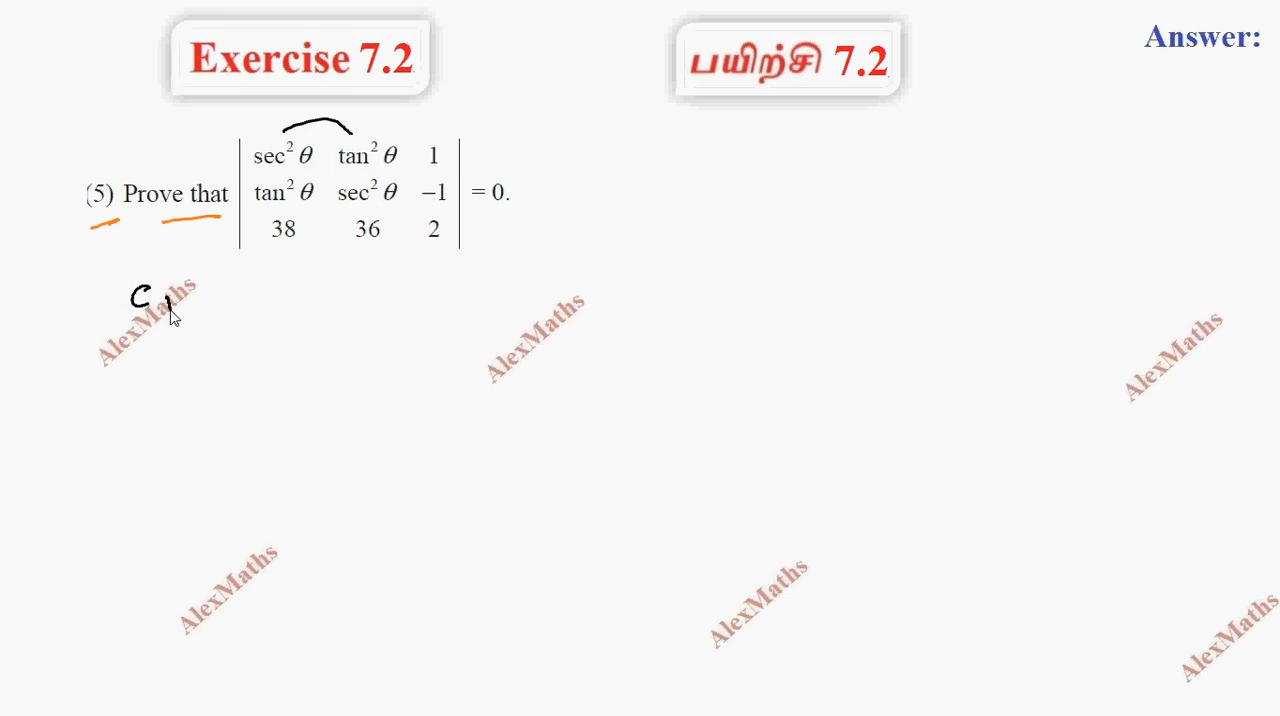 Exercise 7.2
பயிற்சி 7.2
Answer:
(5) Prove that
sec² θ tan² θ 1
tan² θ sec² θ −1
38 36 2
= 0.
C 1
AlexMaths
AlexMaths
AlexMaths
AlexMaths
AlexMaths
AlexMaths